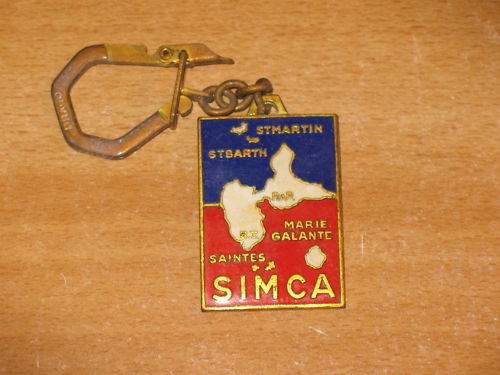 ST MARTIN
ST BARTH
P.à.P.
B.T.
MARIE
GALANTE
SAINTES
SIMCA